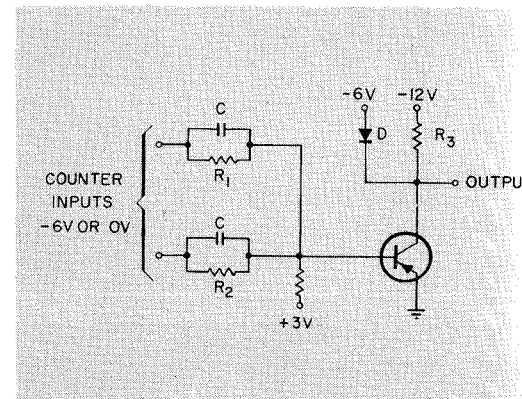 -6V -12V
C
D R3
R1
COUNTER
INPUTS
-6V OR 0V
OUTPU
C
R2
+3V